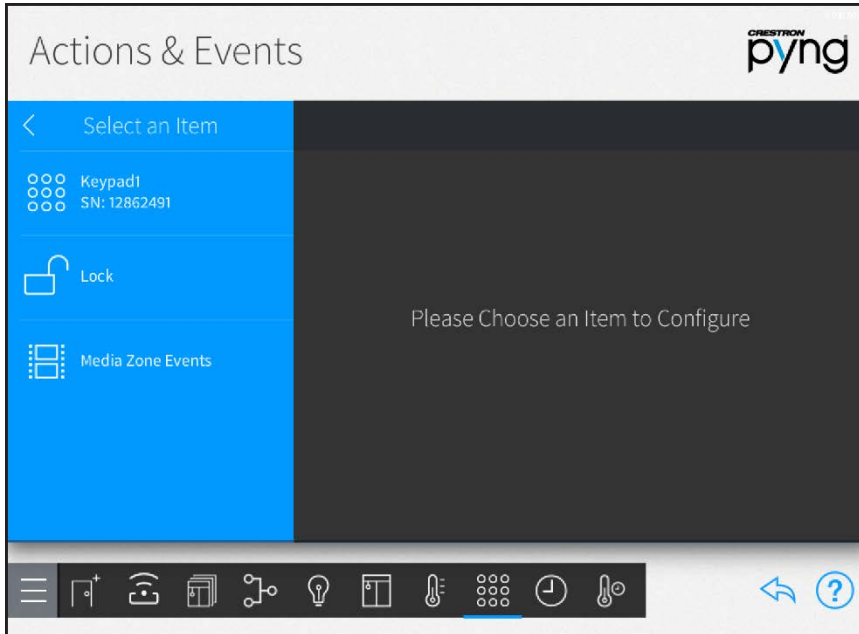 Actions & Events
CRESTRON
pyng
Select an Item
Keypad1
SN: 12862491
Lock
Media Zone Events
Please Choose an Item to Configure
?